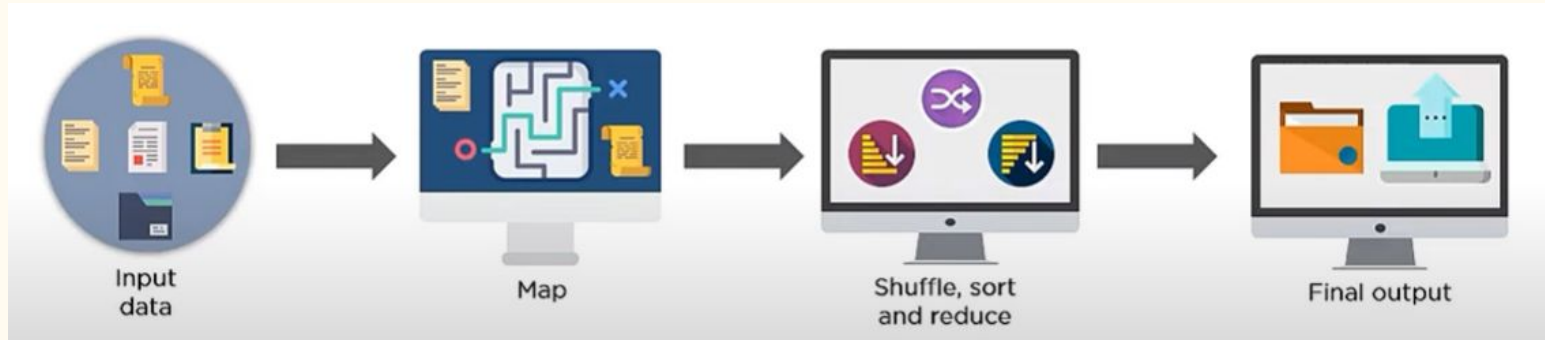 Input
data
Map
Shuffle, sort
and reduce
Final output